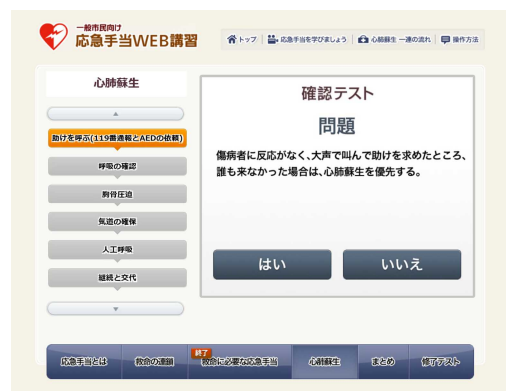 一般市民向け
応急手当WEB講習
トップ
応急手当を学びましょう
心肺蘇生 一連の流れ
操作方法
心肺蘇生
助けを呼ぶ(119番通報とAEDの依頼)
呼吸の確認
胸骨圧迫
気道の確保
人工呼吸
継続と交代
確認テスト
問題
傷病者に反応がなく、大声で叫んで助けを求めたところ、
誰も来なかった場合は、心肺蘇生を優先する。
はい
いいえ
応急手当とは
救命の連鎖
終了
救命に必要な応急手当
心肺蘇生
まとめ
修了テスト